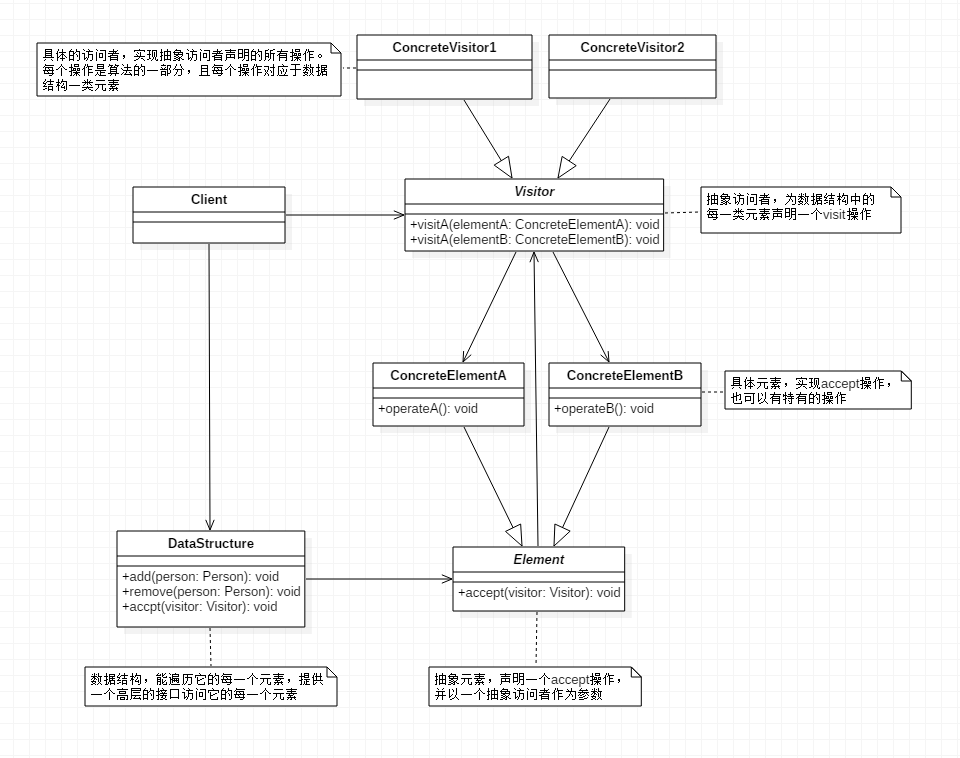 具体的访问者，实现抽象访问者声明的所有操作。
每个操作是算法的一部分，且每个操作对应于数据
结构一类元素
ConcreteVisitor1
ConcreteVisitor2
Client
Visitor
+visitA(elementA: ConcreteElementA): void
+visitA(elementB: ConcreteElementB): void
抽象访问者，为数据结构中的
每一类元素声明一个visit操作
ConcreteElementA
+operateA(): void
ConcreteElementB
+operateB(): void
具体元素，实现accept操作，
也可以有特有的操作
DataStructure
+add(person: Person): void
+remove(person: Person): void
+accpt(visitor: Visitor): void
Element
+accept(visitor: Visitor): void
数据结构，能遍历它的每一个元素，提供
一个高层的接口访问它的每一个元素
抽象元素，声明一个accept操作，
并以一个抽象访问者作为参数